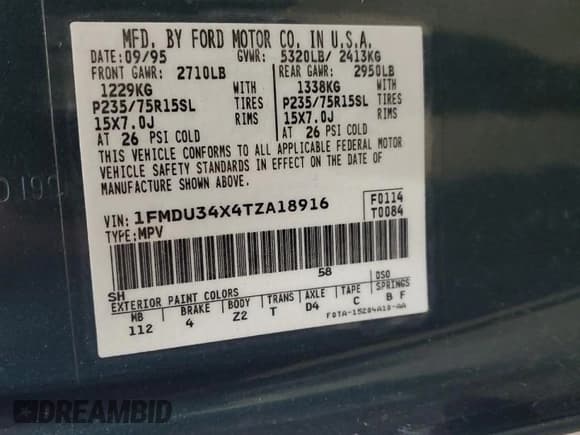 MFD. BY FORD MOTOR CO. IN U.S.A.
DATE: 09/95 GVWR: 5320LB/ 2413KG
FRONT GAWR: 2710LB REAR GAWR: 2950LB
1229KG WITH 1338KG WITH
P235/75R15SL TIRES P235/75R15SL TIRES
15X7.0J RIMS 15X7.0J RIMS
AT 26 PSI COLD AT 26 PSI COLD
THIS VEHICLE CONFORMS TO ALL APPLICABLE FEDERAL MOTOR
VEHICLE SAFETY STANDARDS IN EFFECT ON THE DATE OF
MANUFACTURE SHOWN ABOVE.
VIN: 1FMDU34X4TZA18916 F0114
TYPE: MPV T0084
SH 58 DSO
EXTERIOR PAINT COLORS
WB BRAKE BODY TRANS AXLE TAPE SPRINGS
112 4 Z2 T D4 C B F
F0TA-15204A10-AA
DREAMBID